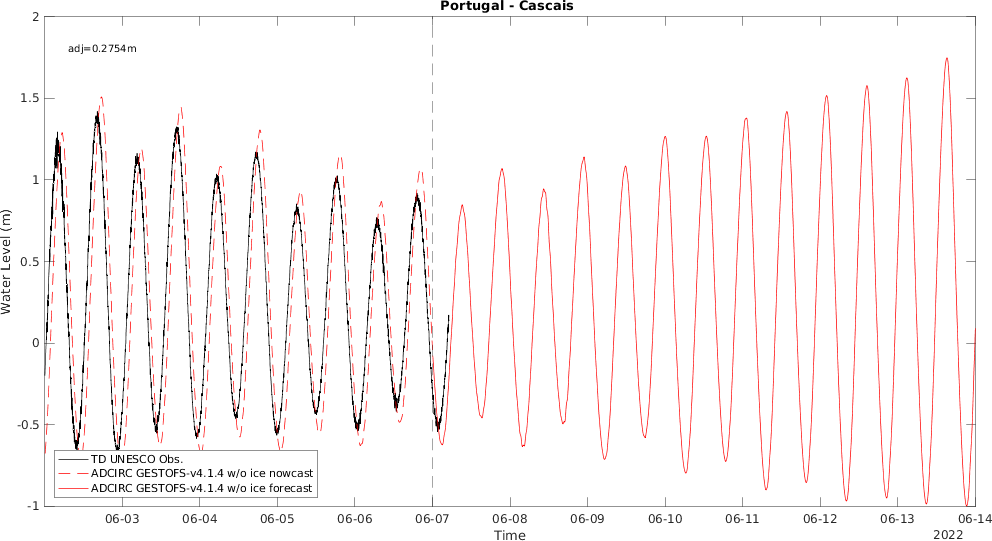 Portugal - Cascais
adj=0.2754m
Water Level (m)
2
1.5
1
0.5
0
-0.5
-1
TD UNESCO Obs.
ADCIRC GESTOFS-v4.1.4 w/o ice nowcast
ADCIRC GESTOFS-v4.1.4 w/o ice forecast
06-03 06-04 06-05 06-06 06-07 06-08 06-09 06-10 06-11 06-12 06-13 06-14
Time
2022